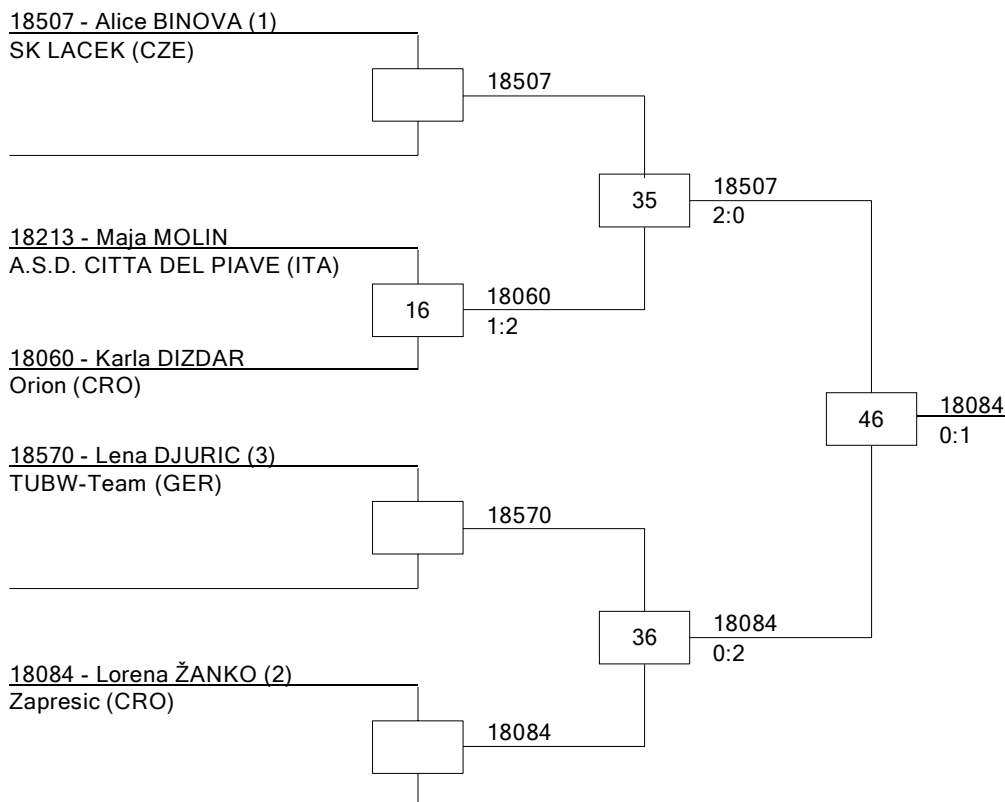 18507 - Alice BINOVA (1)
SK LACEK (CZE)
18507
35
18507
2:0
18213 - Maja MOLIN
A.S.D. CITTA DEL PIAVE (ITA)
16
18060
1:2
18060 - Karla DIZDAR
Orion (CRO)
46
18084
0:1
18570 - Lena DJURIC (3)
TUBW-Team (GER)
18570
36
18084
0:2
18084 - Lorena ŽANKO (2)
Zapresic (CRO)
18084